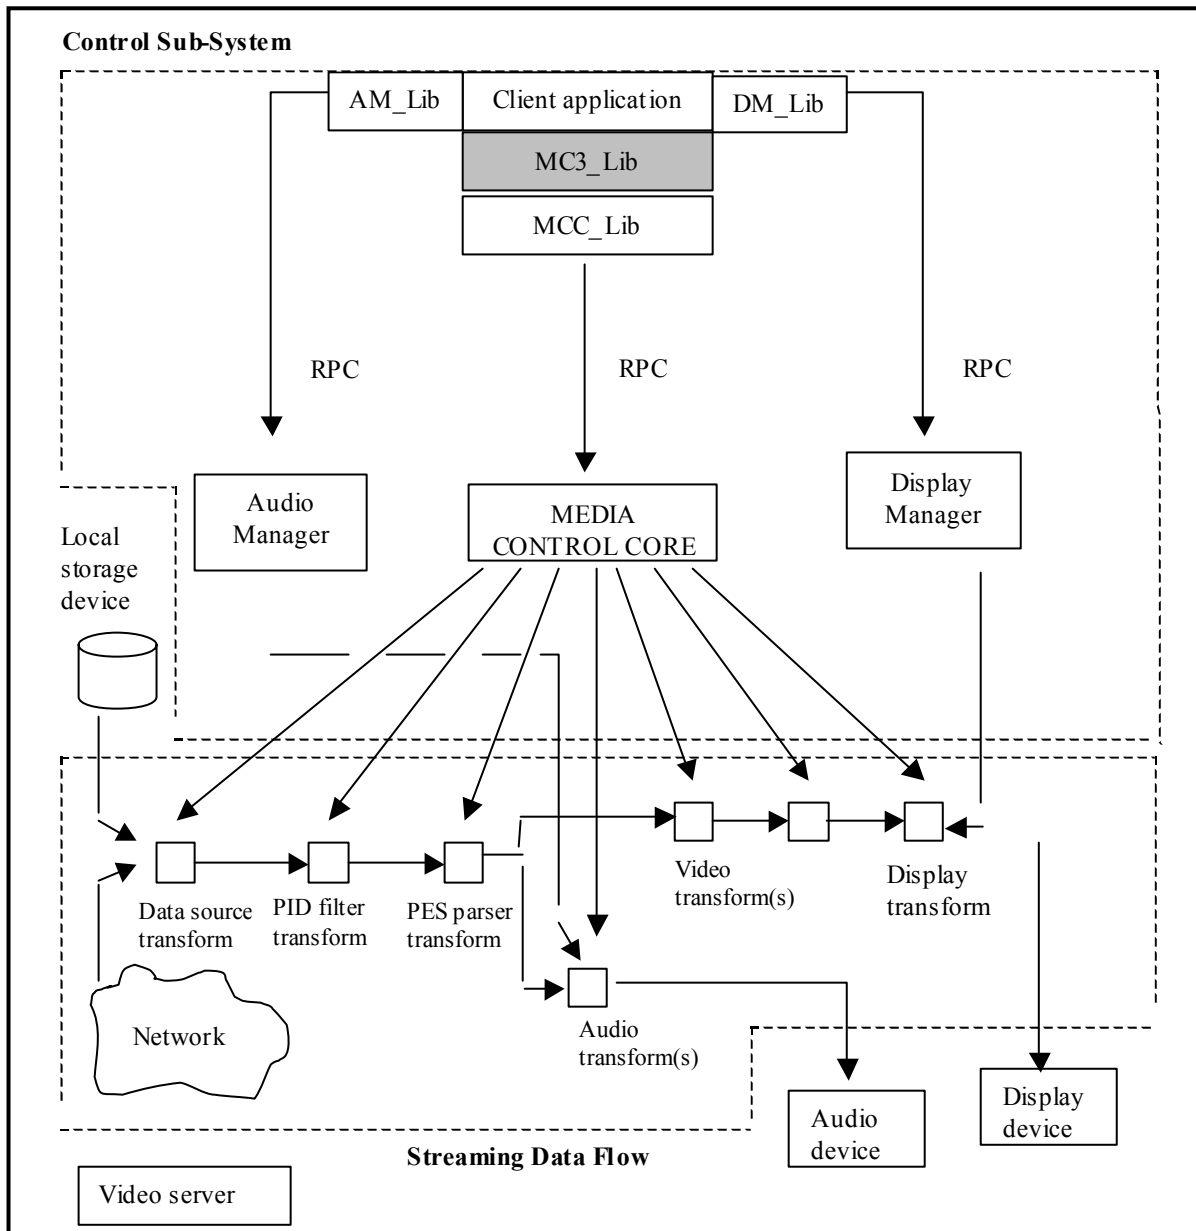 Control Sub-System
AM_Lib
Client application
DM_Lib
MC3_Lib
MCC_Lib
RPC
RPC
RPC
Audio
Manager
MEDIA
CONTROL CORE
Display
Manager
Local
storage
device
Data source
transform
PID filter
transform
PES parser
transform
Video
transform(s)
Display
transform
Network
Audio
transform(s)
Audio
device
Display
device
Streaming Data Flow
Video server